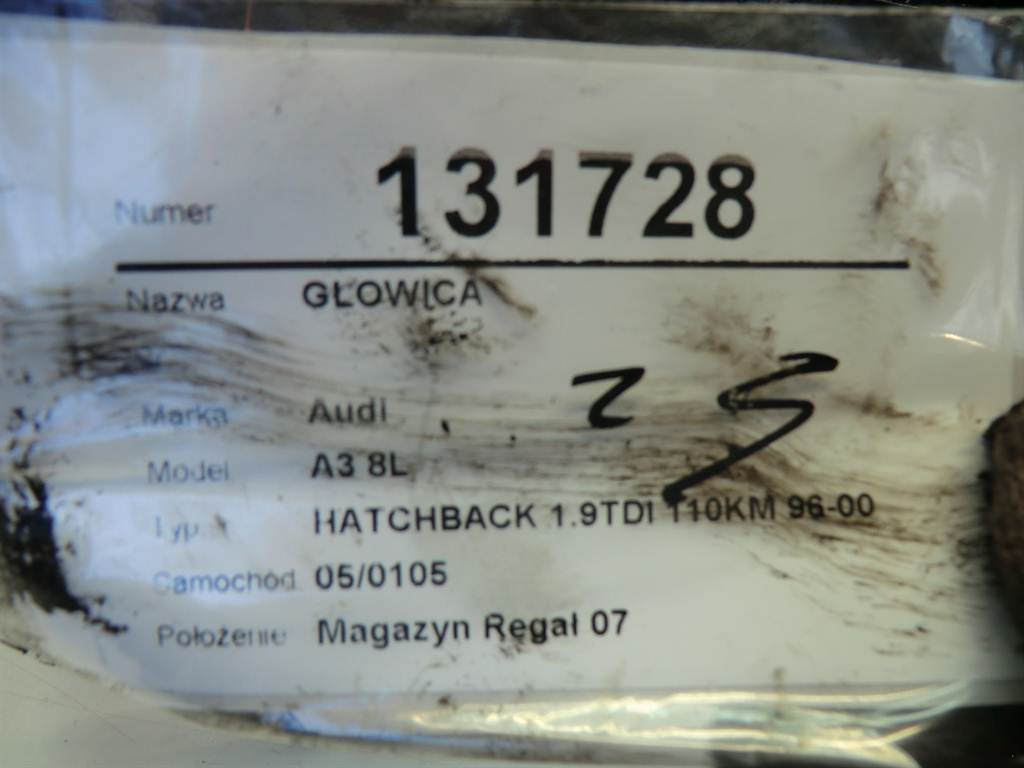 Numer 131728
Nazwa GŁOWICA
Marka Audi
Model A3 8L
Typ HATCHBACK 1.9TDI 110KM 96-00
Samochód 05/0105
Położenie Magazyn Regał 07